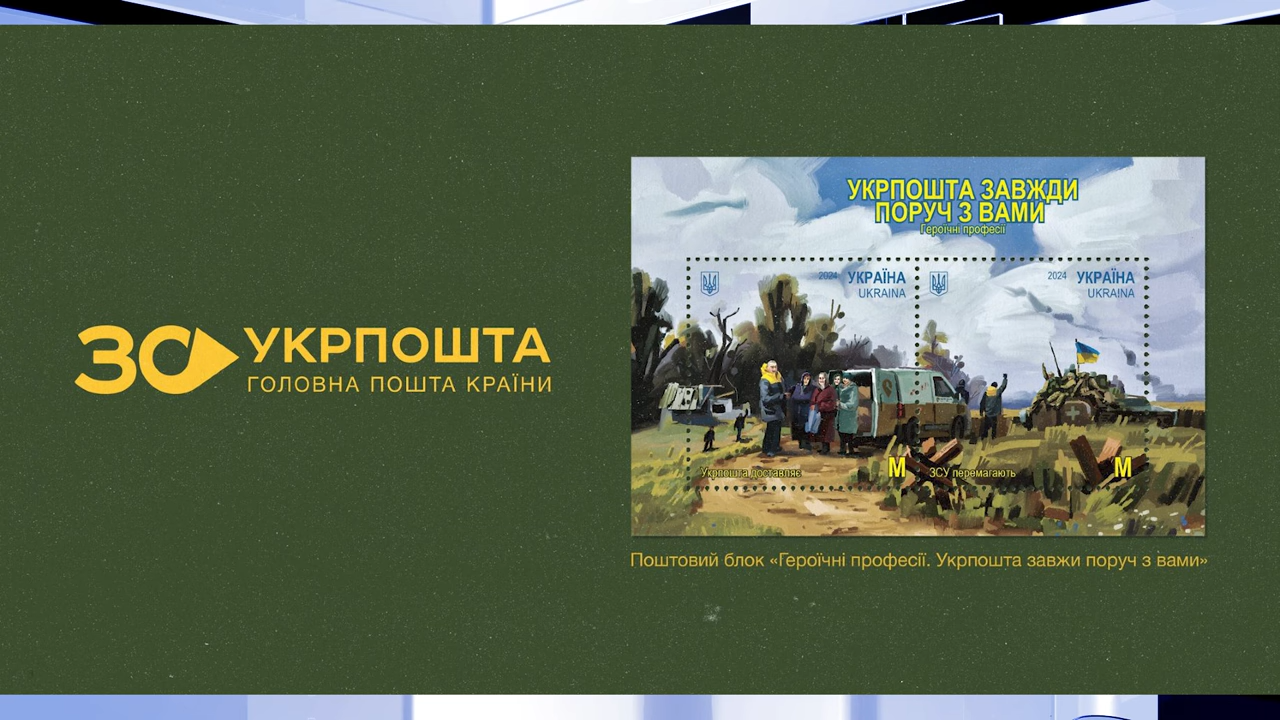 30 УКРПОШТА
ГОЛОВНА ПОШТА КРАЇНИ
УКРПОШТА ЗАВЖДИ
ПОРУЧ З ВАМИ
Героїчні професії
2024 УКРАЇНА
UKRAINA
2024 УКРАЇНА
UKRAINA
Укрпошта доставляє
M
ЗСУ перемагають
M
Поштовий блок «Героїчні професії. Укрпошта завжи поруч з вами»